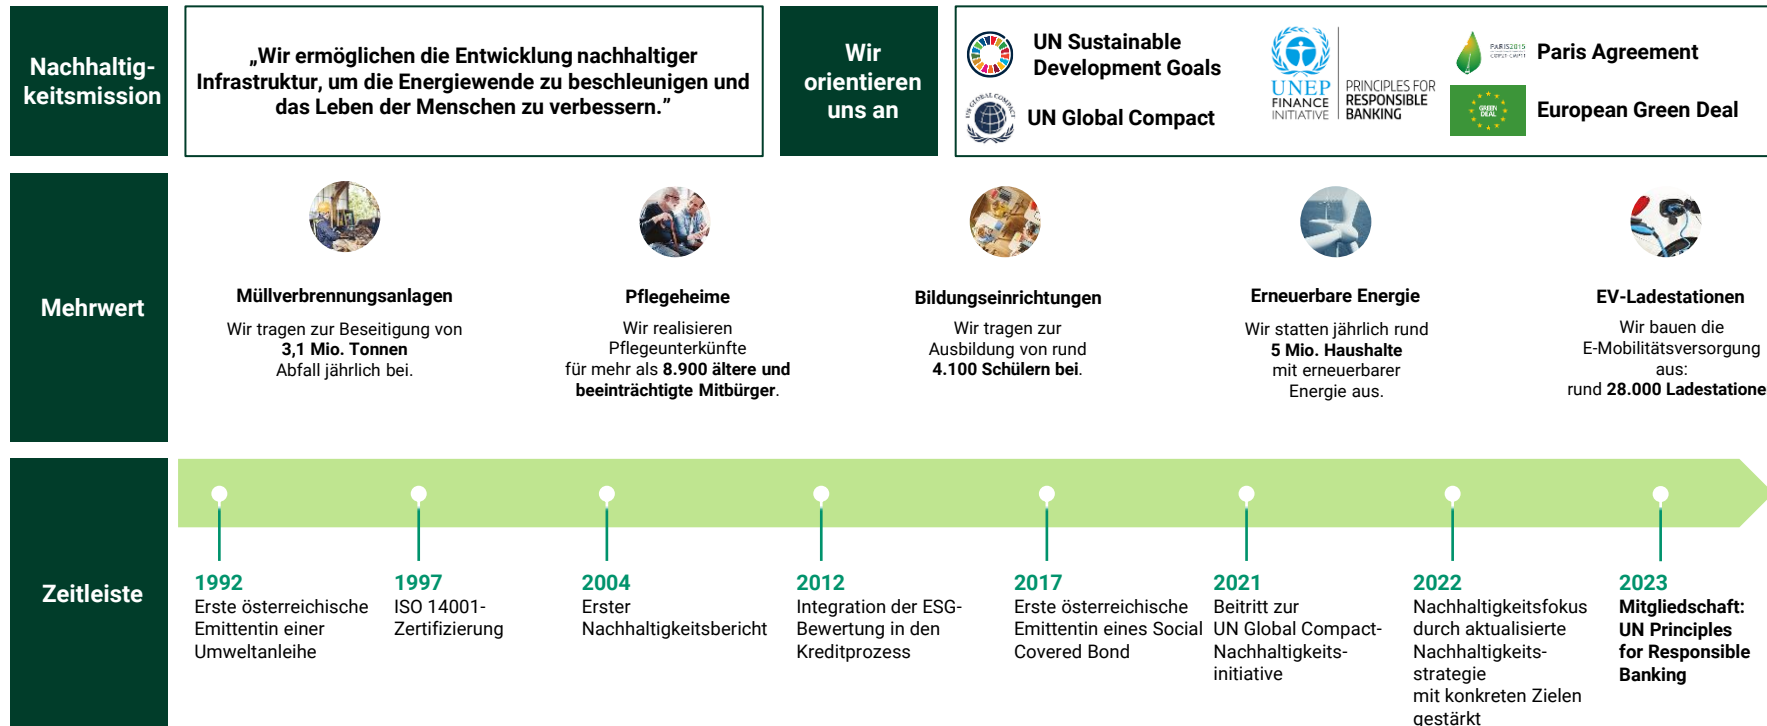 Nachhaltig-
keitsmission
„Wir ermöglichen die Entwicklung nachhaltiger
Infrastruktur, um die Energiewende zu beschleunigen und
das Leben der Menschen zu verbessern.”
Wir
orientieren
uns an
UN Sustainable
Development Goals
UN GLOBAL COMPACT
UN Global Compact
UNEP
FINANCE
INITIATIVE
PRINCIPLES FOR
RESPONSIBLE
BANKING
PARIS2015
COP21·CMP11
Paris Agreement
GREEN
DEAL
European Green Deal
Mehrwert
Müllverbrennungsanlagen
Wir tragen zur Beseitigung von
3,1 Mio. Tonnen
Abfall jährlich bei.
Pflegeheime
Wir realisieren
Pflegeunterkünfte
für mehr als 8.900 ältere und
beeinträchtigte Mitbürger.
Bildungseinrichtungen
Wir tragen zur
Ausbildung von rund
4.100 Schülern bei.
Erneuerbare Energie
Wir statten jährlich rund
5 Mio. Haushalte
mit erneuerbarer
Energie aus.
EV-Ladestationen
Wir bauen die
E-Mobilitätsversorgung
aus:
rund 28.000 Ladestatione
Zeitleiste
1992
Erste österreichische
Emittentin einer
Umweltanleihe
1997
ISO 14001-
Zertifizierung
2004
Erster
Nachhaltigkeitsbericht
2012
Integration der ESG-
Bewertung in den
Kreditprozess
2017
Erste österreichische
Emittentin eines Social
Covered Bond
2021
Beitritt zur
UN Global Compact-
Nachhaltigkeits-
initiative
2022
Nachhaltigkeitsfokus
durch aktualisierte
Nachhaltigkeits-
strategie
mit konkreten Zielen
gestärkt
2023
Mitgliedschaft:
UN Principles
for Responsible
Banking